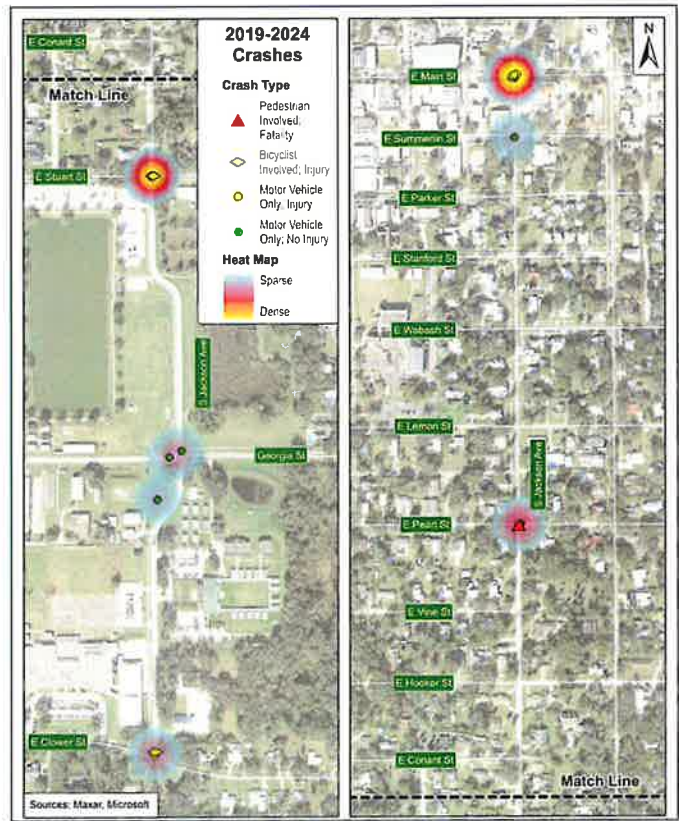 2019-2024
Crashes
Crash Type
Pedestrian
Involved;
Fatality
Bicyclist
Involved; Injury
Motor Vehicle
Only; Injury
Motor Vehicle
Only; No Injury
Heat Map
Sparse
Dense
E Conant St
Match Line
E Stuart St
S Jackson Ave
Georgia St
E Clower St
Sources: Maxar, Microsoft
N
E Main St
E Summerlin St
E Parker St
E Stanford St
E Wabash St
E Lemon St
S Jackson Ave
E Pearl St
E Vine St
E Hooker St
E Conant St
Match Line